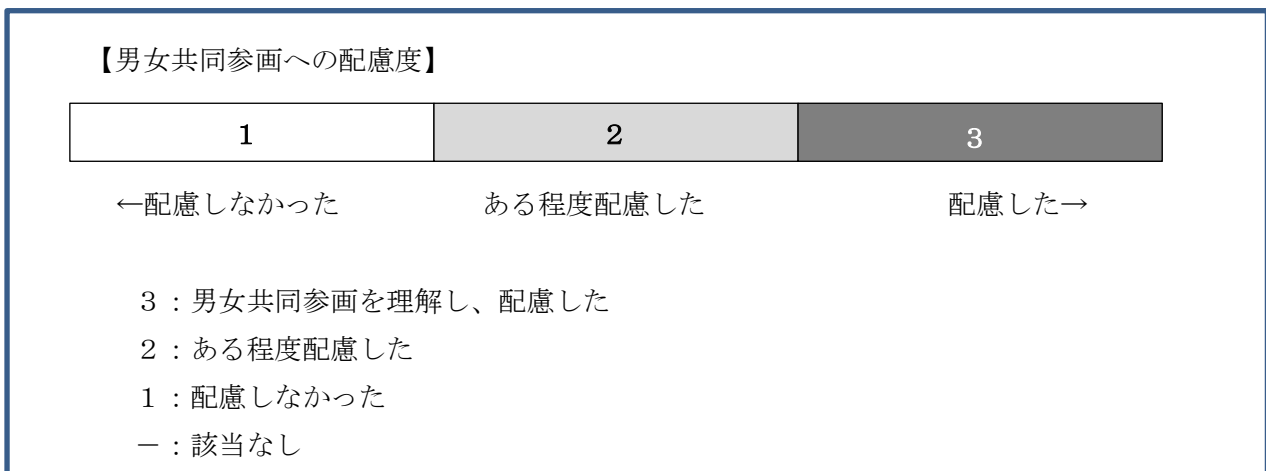 【男女共同参画への配慮度】
1 2 3
←配慮しなかった ある程度配慮した 配慮した→
3：男女共同参画を理解し、配慮した
2：ある程度配慮した
1：配慮しなかった
－：該当なし